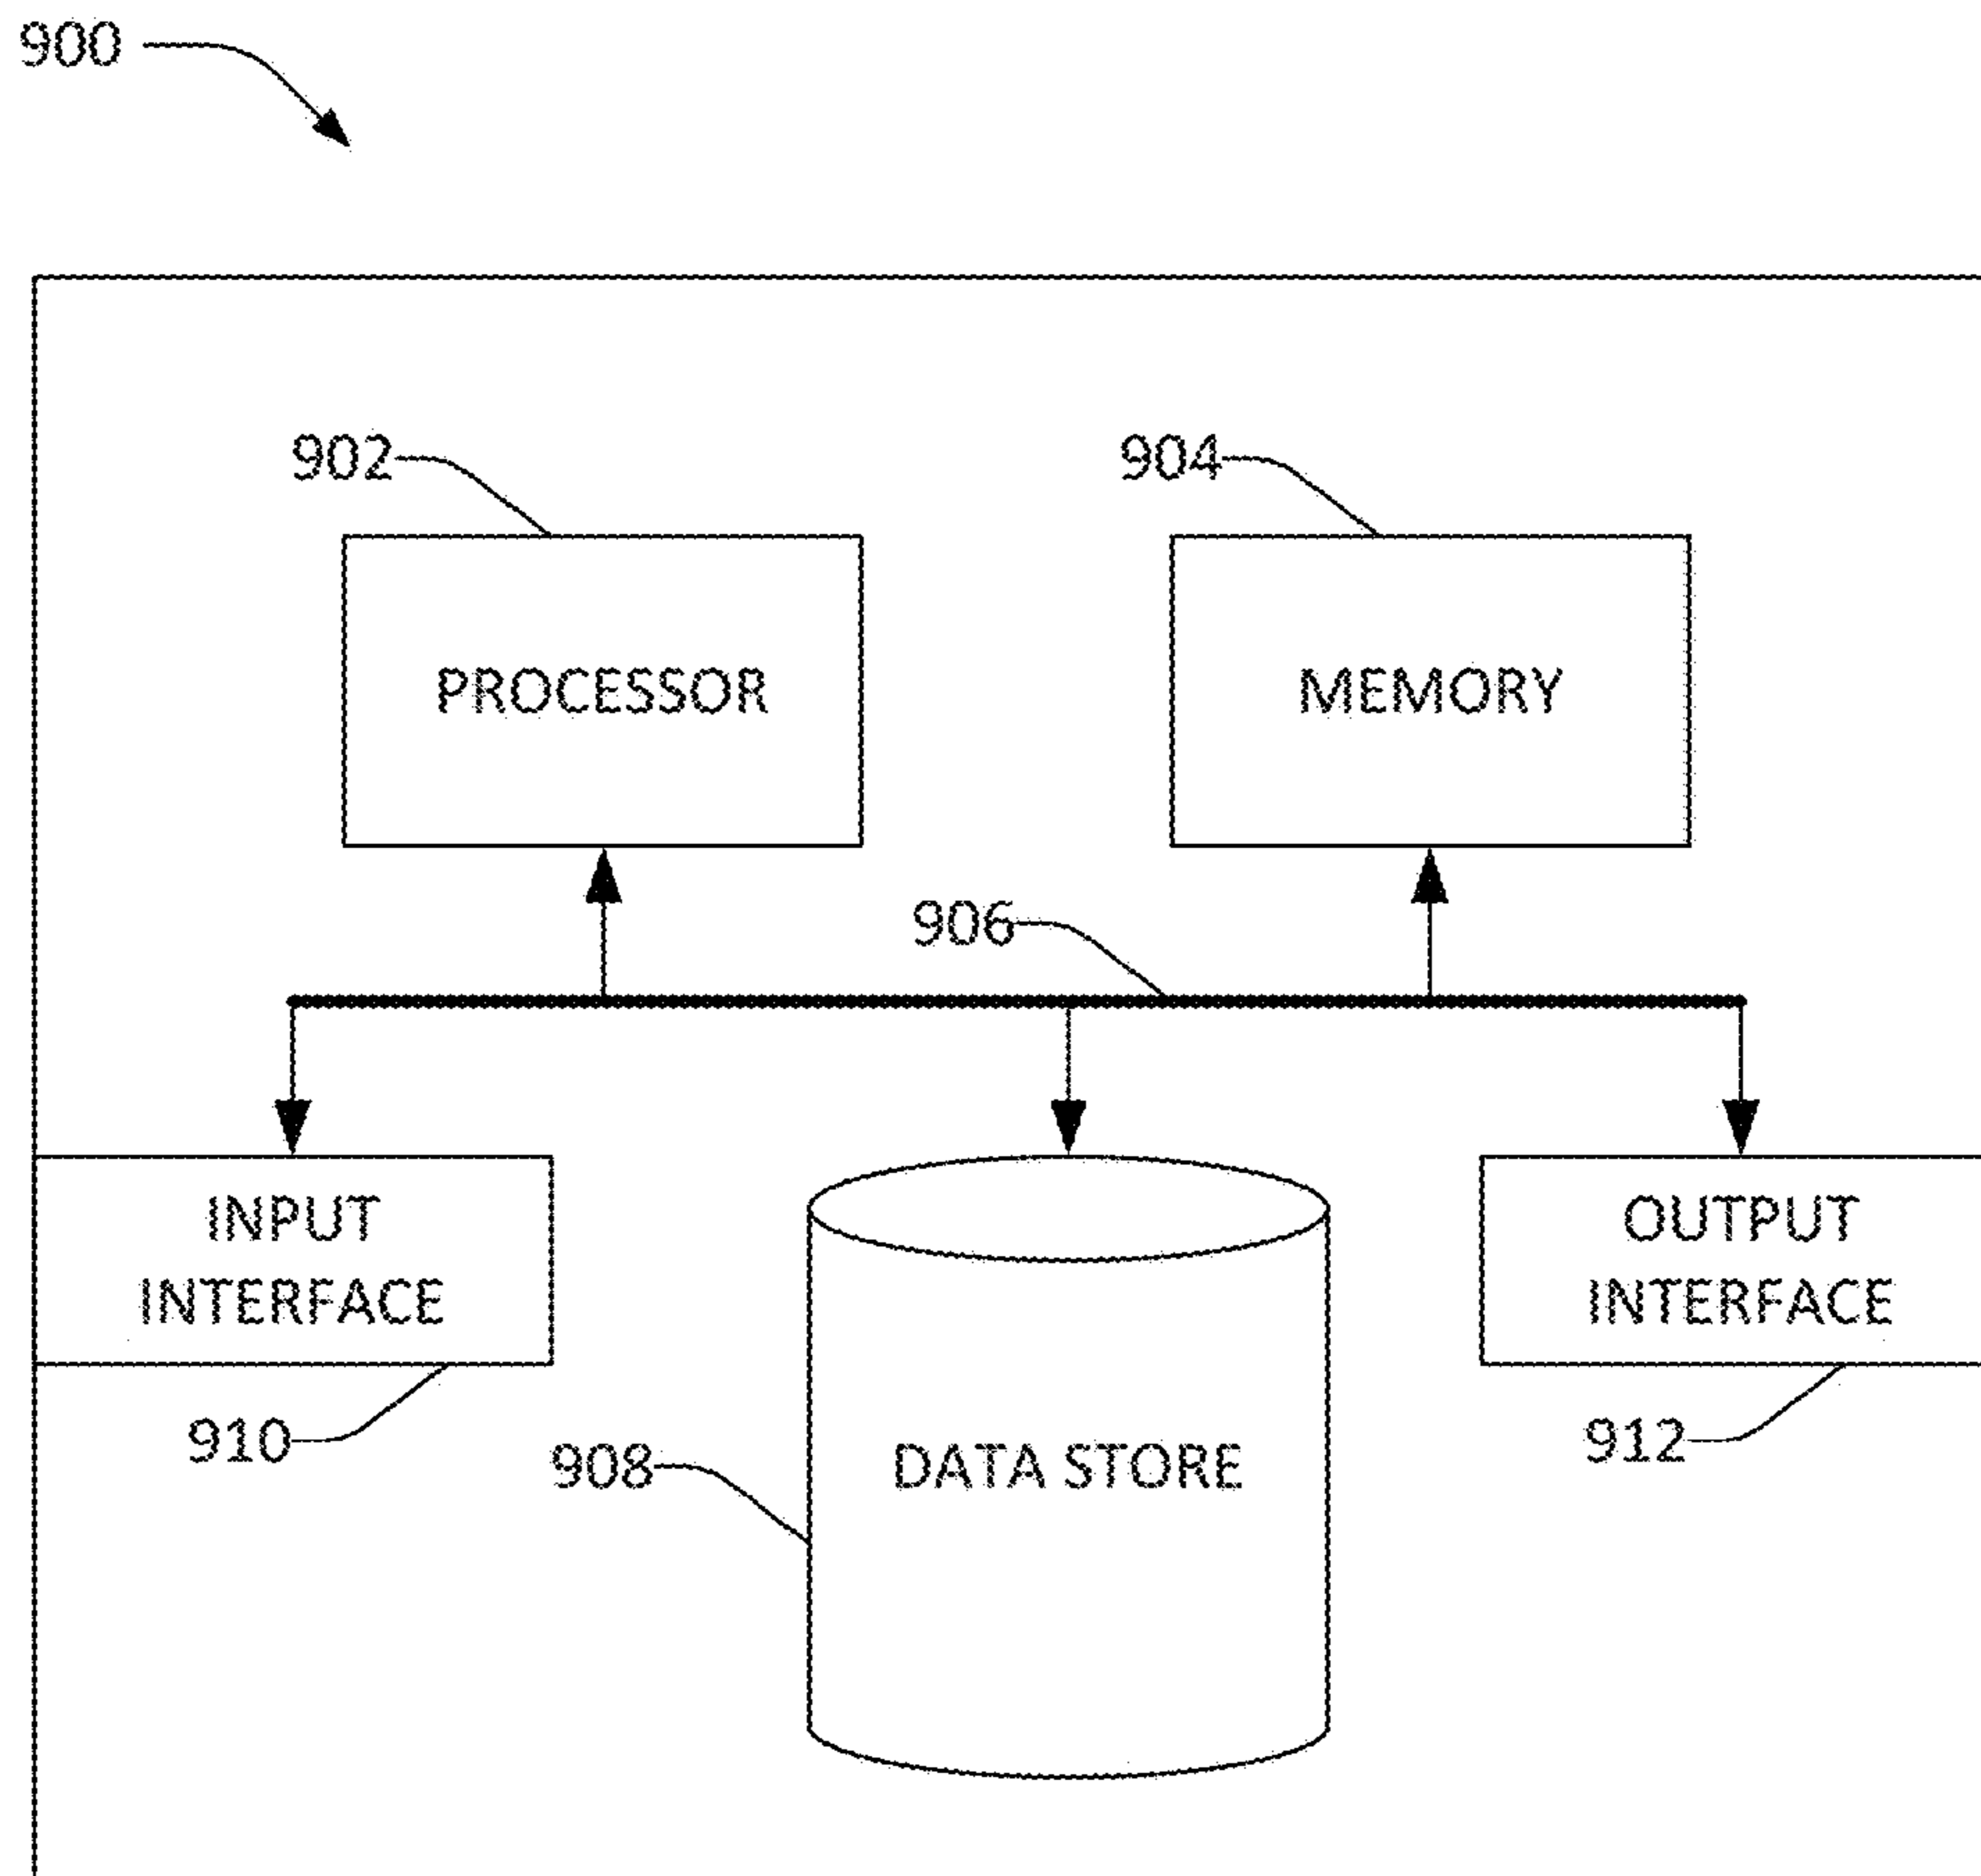 900
902
904
PROCESSOR
MEMORY
906
INPUT
INTERFACE
OUTPUT
INTERFACE
910
908
DATA STORE
912